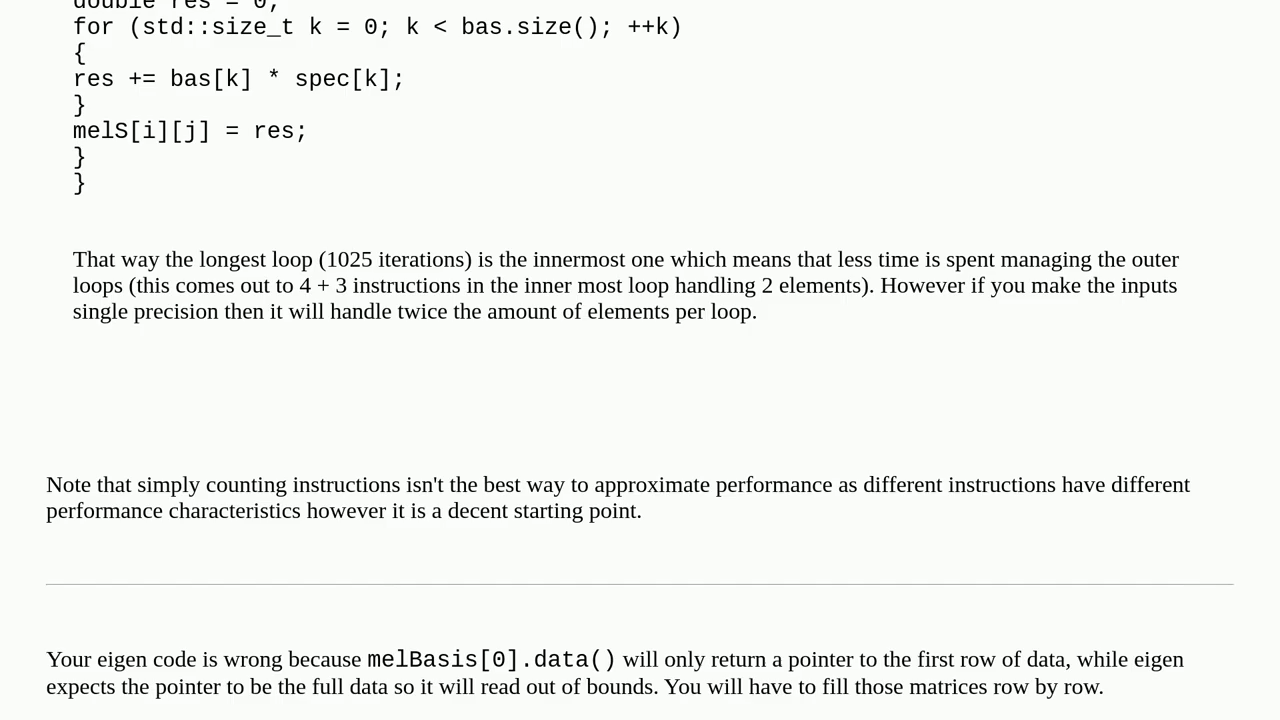 double res = 0;
for (std::size_t k = 0; k < bas.size(); ++k)
{
res += bas[k] * spec[k];
}
melS[i][j] = res;
}
}
That way the longest loop (1025 iterations) is the innermost one which means that less time is spent managing the outer
loops (this comes out to 4 + 3 instructions in the inner most loop handling 2 elements). However if you make the inputs
single precision then it will handle twice the amount of elements per loop.
Note that simply counting instructions isn't the best way to approximate performance as different instructions have different
performance characteristics however it is a decent starting point.
Your eigen code is wrong because melBasis[0].data() will only return a pointer to the first row of data, while eigen
expects the pointer to be the full data so it will read out of bounds. You will have to fill those matrices row by row.